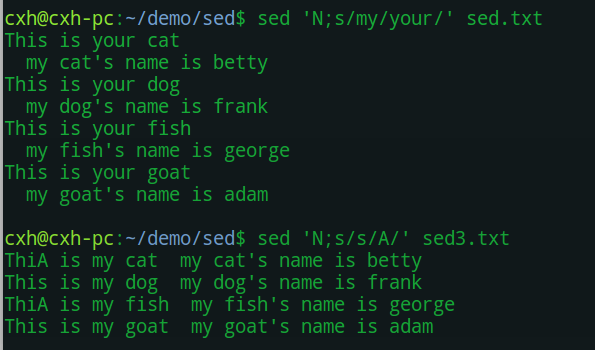 cxh@cxh-pc:~/demo/sed$ sed 'N;s/my/your/' sed.txt
This is your cat
  my cat's name is betty
This is your dog
  my dog's name is frank
This is your fish
  my fish's name is george
This is your goat
  my goat's name is adam

cxh@cxh-pc:~/demo/sed$ sed 'N;s/s/A/' sed3.txt
ThiA is my cat  my cat's name is betty
This is my dog  my dog's name is frank
ThiA is my fish  my fish's name is george
This is my goat  my goat's name is adam